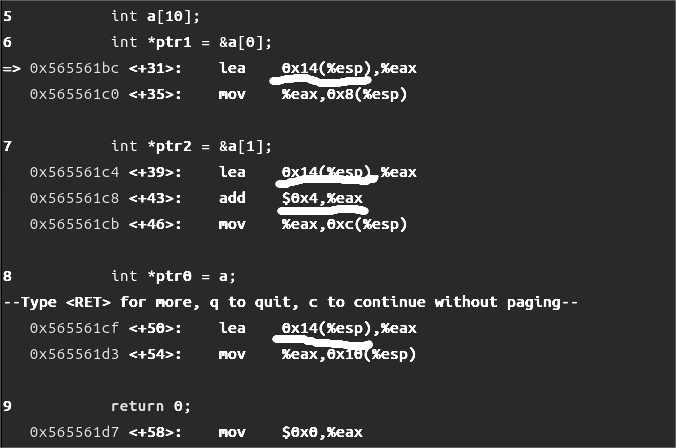 5 int a[10];
6 int *ptr1 = &a[0];
=> 0x565561bc <+31>: lea 0x14(%esp),%eax
0x565561c0 <+35>: mov %eax,0x8(%esp)
7 int *ptr2 = &a[1];
0x565561c4 <+39>: lea 0x14(%esp),%eax
0x565561c8 <+43>: add $0x4,%eax
0x565561cb <+46>: mov %eax,0xc(%esp)
8 int *ptr0 = a;
--Type <RET> for more, q to quit, c to continue without paging--
0x565561cf <+50>: lea 0x14(%esp),%eax
0x565561d3 <+54>: mov %eax,0x10(%esp)
9 return 0;
0x565561d7 <+58>: mov $0x0,%eax